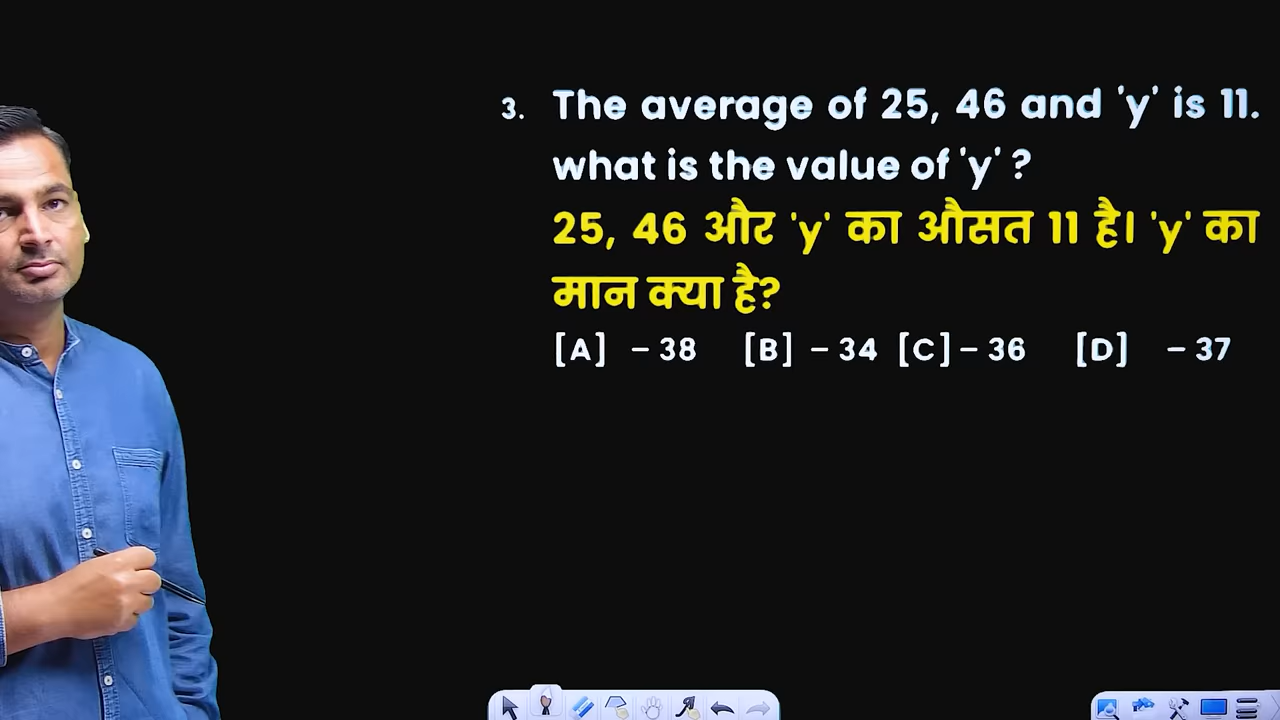 3. The average of 25, 46 and 'y' is 11.
what is the value of 'y' ?
25, 46 और 'y' का औसत 11 है। 'y' का
मान क्या है?
[A] – 38 [B] – 34 [C] – 36 [D] – 37